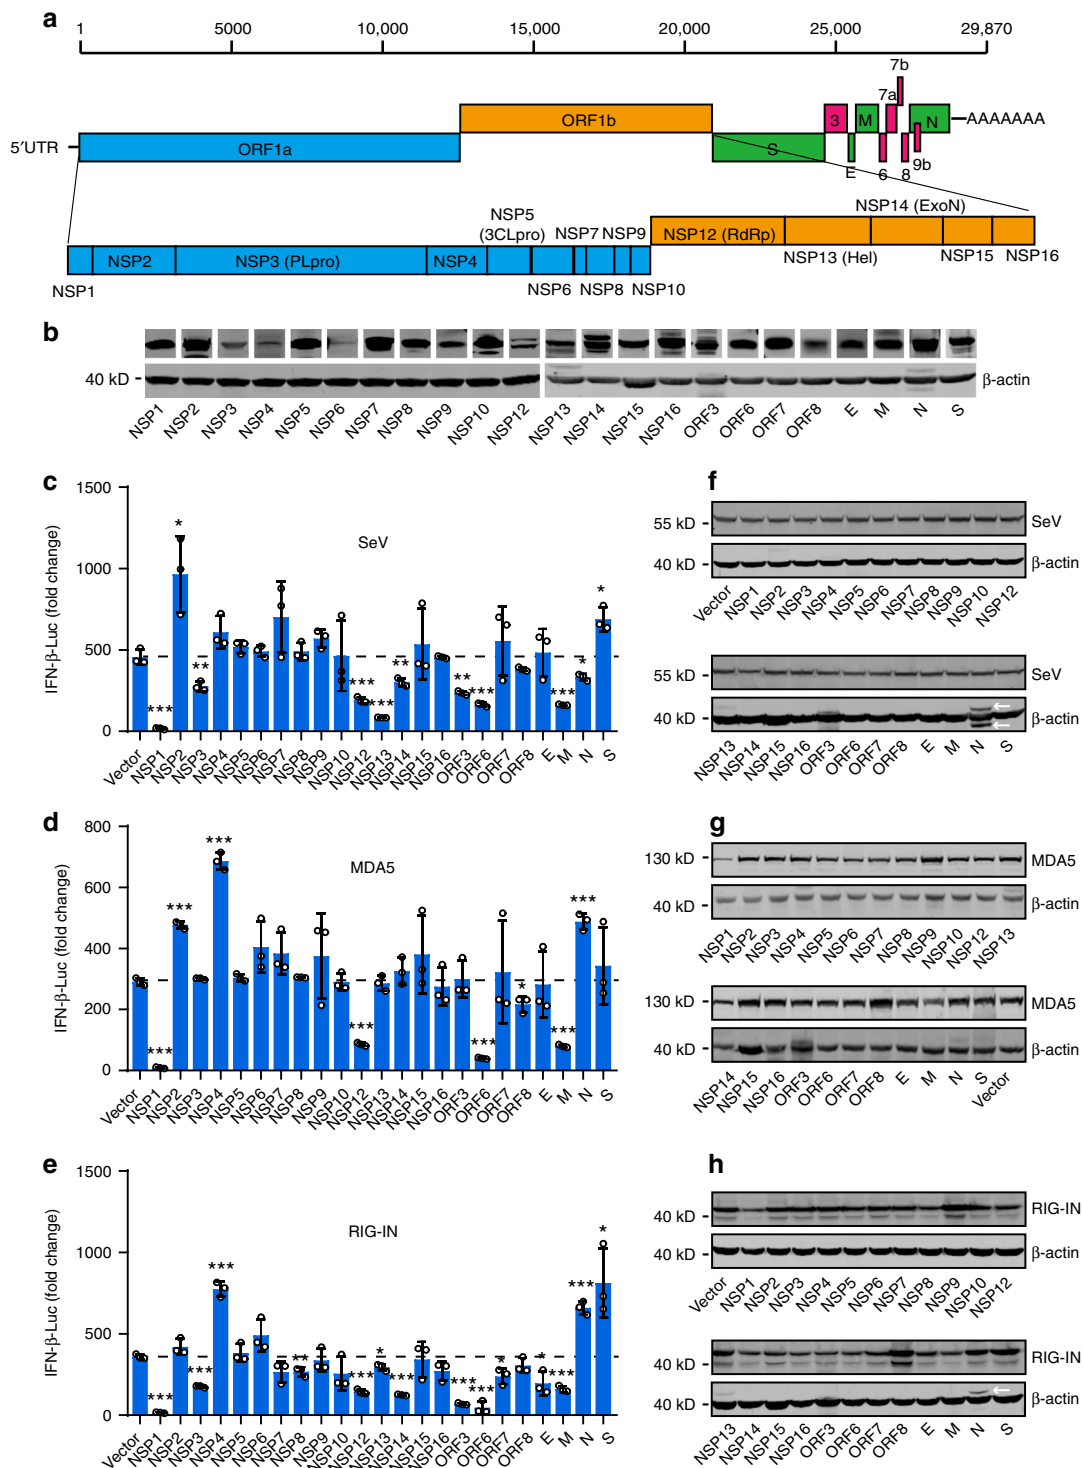 a
1 5000 10,000 15,000 20,000 25,000 29,870
7b
7a
5′UTR ORF1a ORF1b S 3 M N AAAAAAA
E 6 8 9b
NSP14 (ExoN)
NSP5
(3CLpro) NSP7 NSP9
NSP2 NSP3 (PLpro) NSP4 NSP12 (RdRp)
NSP13 (Hel) NSP15 NSP16
NSP1 NSP6 NSP8 NSP10
b
40 kD β-actin
NSP1 NSP2 NSP3 NSP4 NSP5 NSP6 NSP7 NSP8 NSP9 NSP10 NSP12 NSP13 NSP14 NSP15 NSP16 ORF3 ORF6 ORF7 ORF8 E M N S
c
IFN-β-Luc (fold change)
1500
1000
500
0
SeV
*** * ** *** *** ** ** *** *** * *
Vector NSP1 NSP2 NSP3 NSP4 NSP5 NSP6 NSP7 NSP8 NSP9 NSP10 NSP12 NSP13 NSP14 NSP15 NSP16 ORF3 ORF6 ORF7 ORF8 E M N S
f
55 kD SeV
40 kD β-actin
Vector NSP1 NSP2 NSP3 NSP4 NSP5 NSP6 NSP7 NSP8 NSP9 NSP10 NSP12
55 kD SeV
40 kD β-actin
NSP13 NSP14 NSP15 NSP16 ORF3 ORF6 ORF7 ORF8 E M N S
d
IFN-β-Luc (fold change)
800
600
400
200
0
MDA5
*** *** *** *** *** * *** ***
Vector NSP1 NSP2 NSP3 NSP4 NSP5 NSP6 NSP7 NSP8 NSP9 NSP10 NSP12 NSP13 NSP14 NSP15 NSP16 ORF3 ORF6 ORF7 ORF8 E M N S
g
130 kD MDA5
40 kD β-actin
NSP1 NSP2 NSP3 NSP4 NSP5 NSP6 NSP7 NSP8 NSP9 NSP10 NSP12 NSP13
130 kD MDA5
40 kD β-actin
NSP14 NSP15 NSP16 ORF3 ORF6 ORF7 ORF8 E M N S Vector
e
IFN-β-Luc (fold change)
1500
1000
500
0
RIG-IN
*** *** *** ** *** * *** *** *** * * *** *** *
Vector NSP1 NSP2 NSP3 NSP4 NSP5 NSP6 NSP7 NSP8 NSP9 NSP10 NSP12 NSP13 NSP14 NSP15 NSP16 ORF3 ORF6 ORF7 ORF8 E M N S
h
40 kD RIG-IN
40 kD β-actin
Vector NSP1 NSP2 NSP3 NSP4 NSP5 NSP6 NSP7 NSP8 NSP9 NSP10 NSP12
40 kD RIG-IN
40 kD β-actin
NSP13 NSP14 NSP15 NSP16 ORF3 ORF6 ORF7 ORF8 E M N S